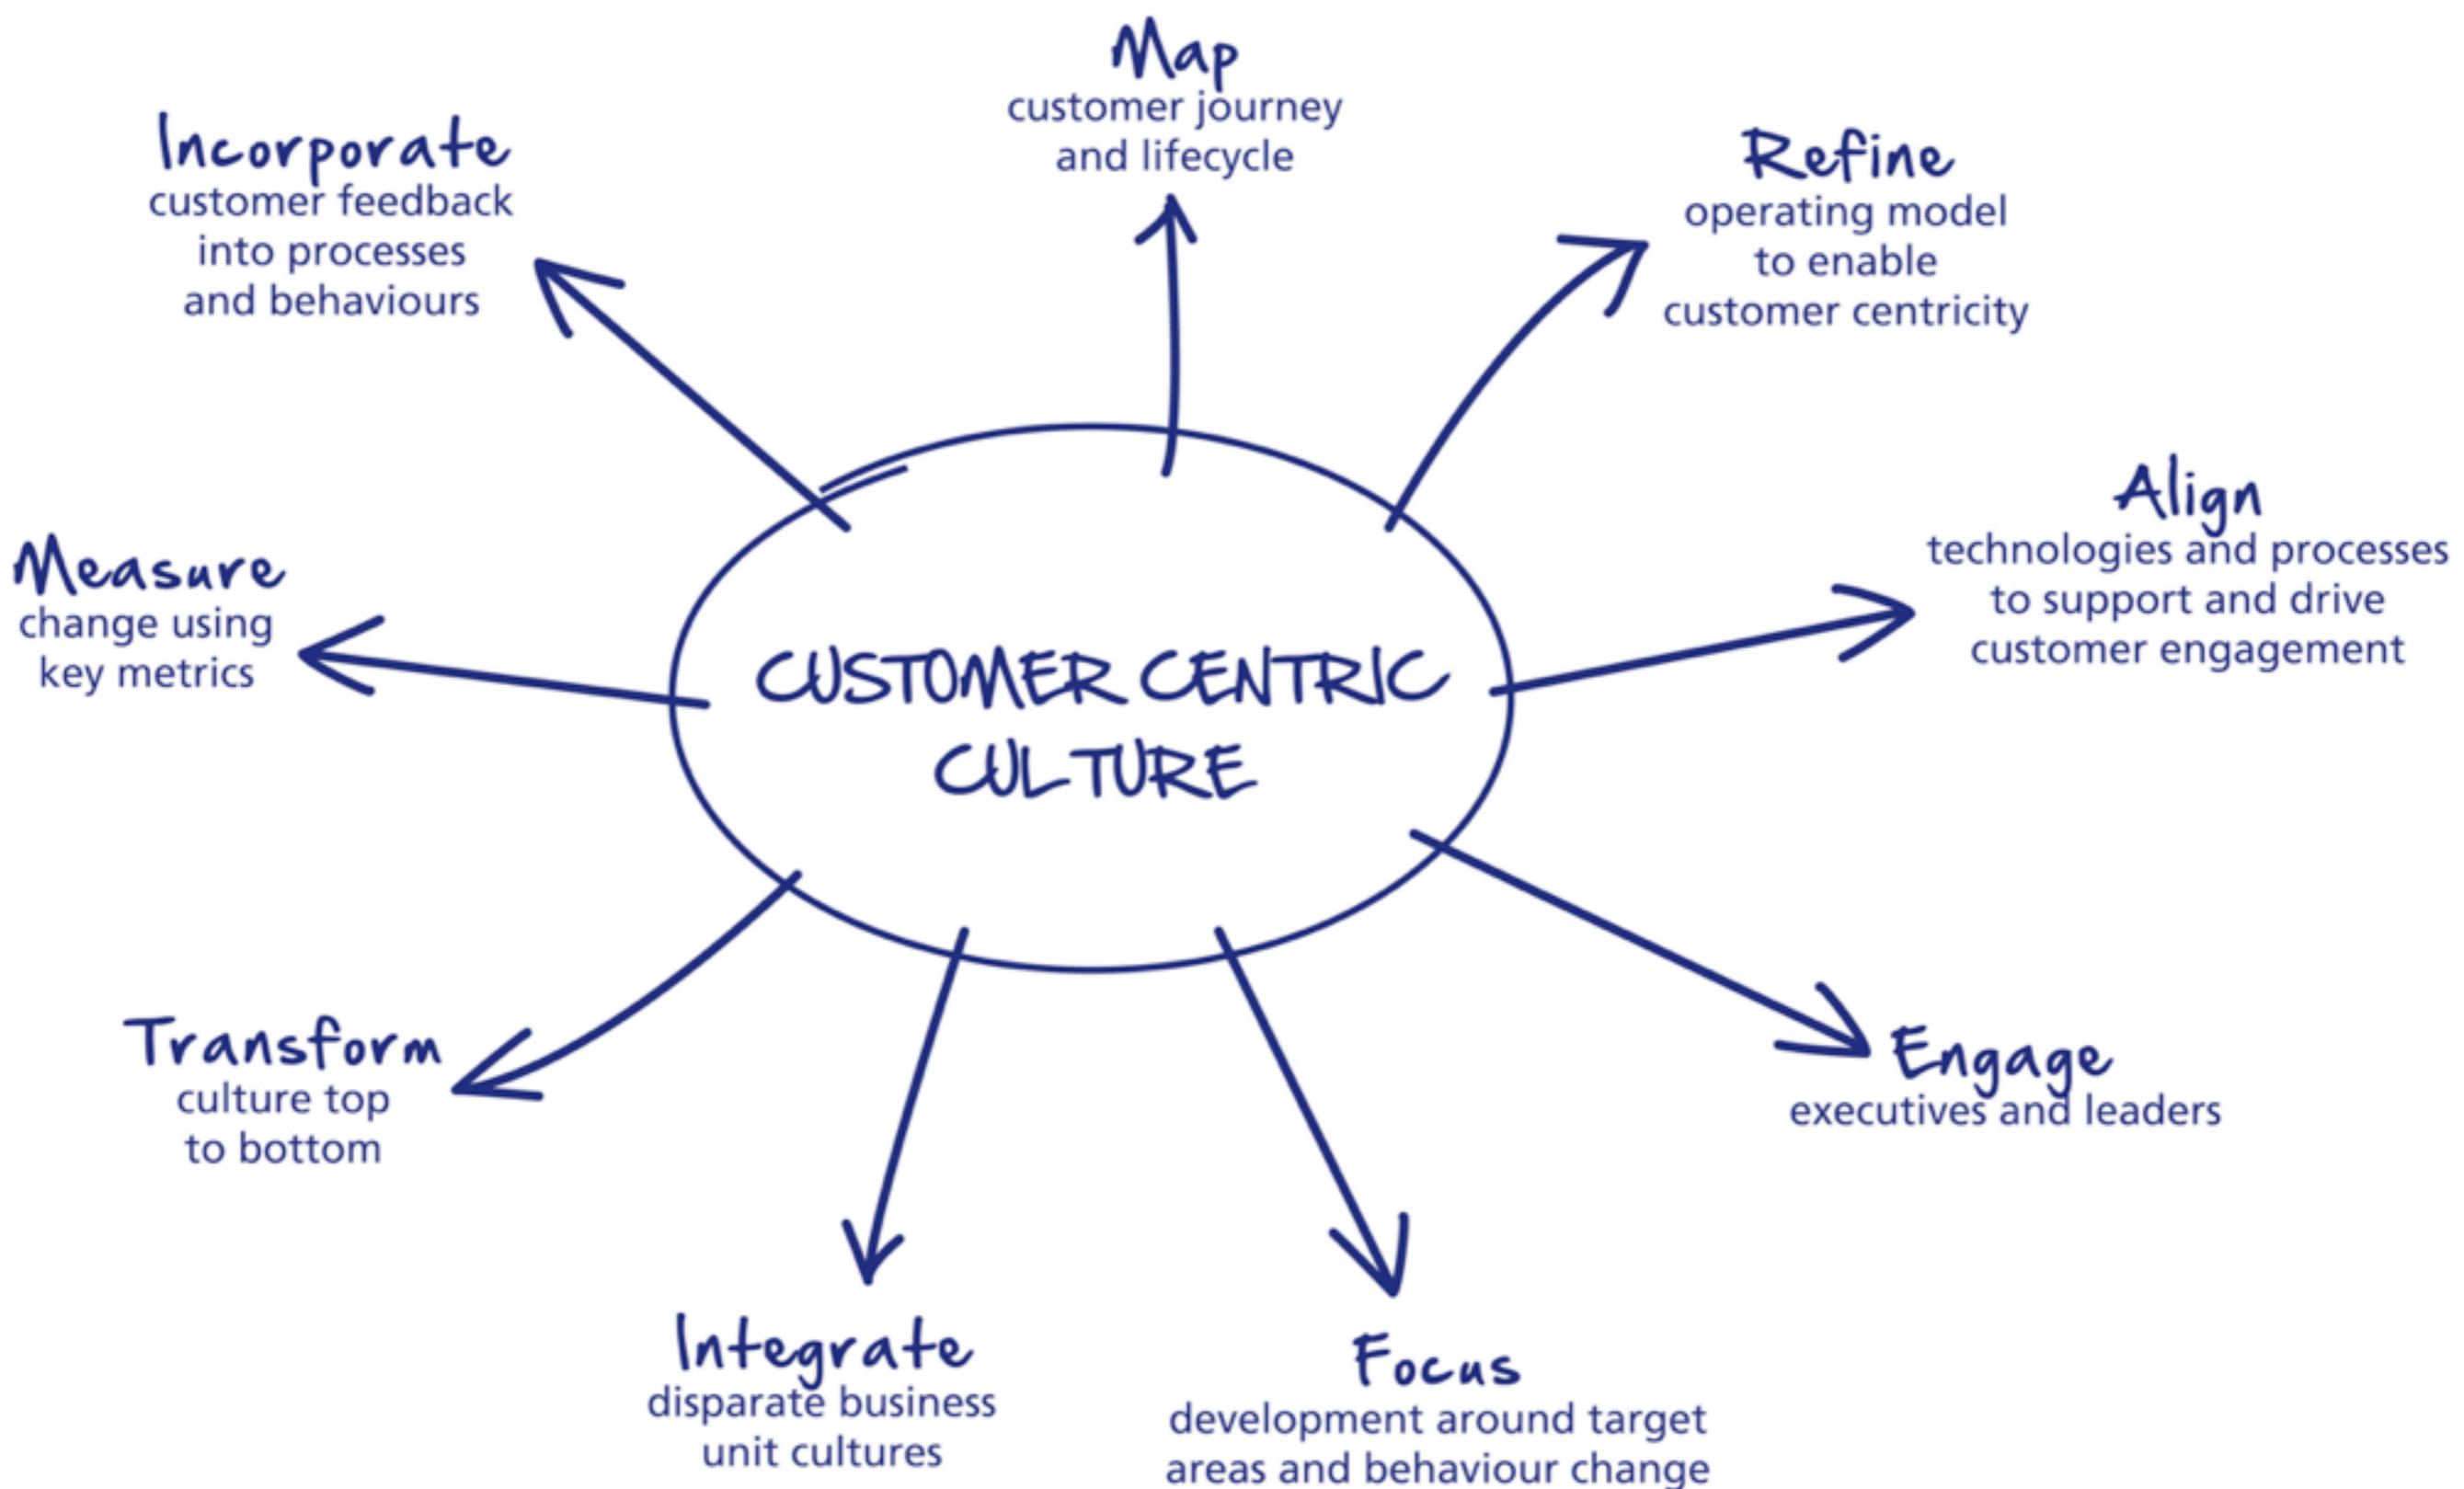 Map
customer journey
and lifecycle
Refine
operating model
to enable
customer centricity
Align
technologies and processes
to support and drive
customer engagement
Engage
executives and leaders
Focus
development around target
areas and behaviour change
Integrate
disparate business
unit cultures
Transform
culture top
to bottom
Measure
change using
key metrics
Incorporate
customer feedback
into processes
and behaviours
CUSTOMER CENTRIC
CULTURE